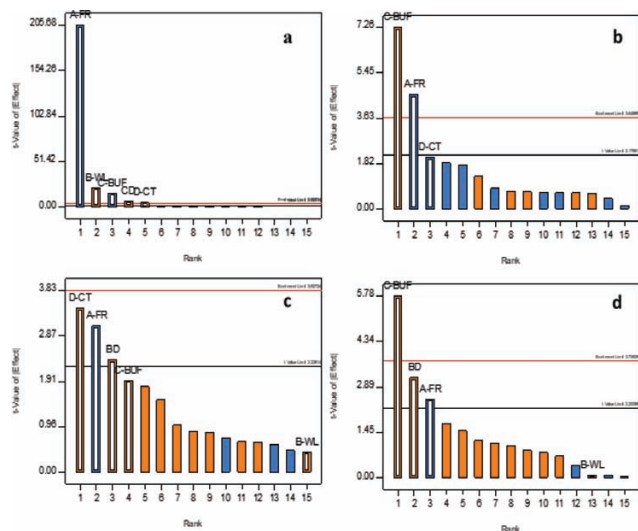 a
205.68
154.26
102.84
51.42
0.00
t-Value of |Effect|
A-FR
B-WL
C-BUF
CD
D-CT
1 2 3 4 5 6 7 8 9 10 11 12 13 14 15
Rank
b
7.26
5.45
3.63
1.82
0.00
t-Value of |Effect|
C-BUF
A-FR
D-CT
1 2 3 4 5 6 7 8 9 10 11 12 13 14 15
Rank
c
3.83
2.87
1.91
0.96
0.00
t-Value of |Effect|
D-CT
A-FR
BD
C-BUF
B-WL
1 2 3 4 5 6 7 8 9 10 11 12 13 14 15
Rank
d
5.78
4.34
2.89
1.45
0.00
t-Value of |Effect|
C-BUF
BD
A-FR
B-WL
1 2 3 4 5 6 7 8 9 10 11 12 13 14 15
Rank